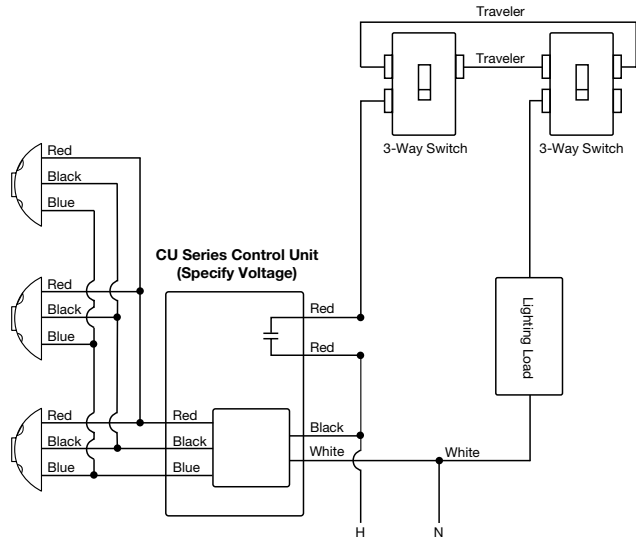 Traveler
Traveler
3-Way Switch
3-Way Switch
Red
Black
Blue
CU Series Control Unit
(Specify Voltage)
Red
Black
Blue
Red
Red
Lighting Load
Red
Black
Blue
Red
Black
Blue
Black
White
White
H
N